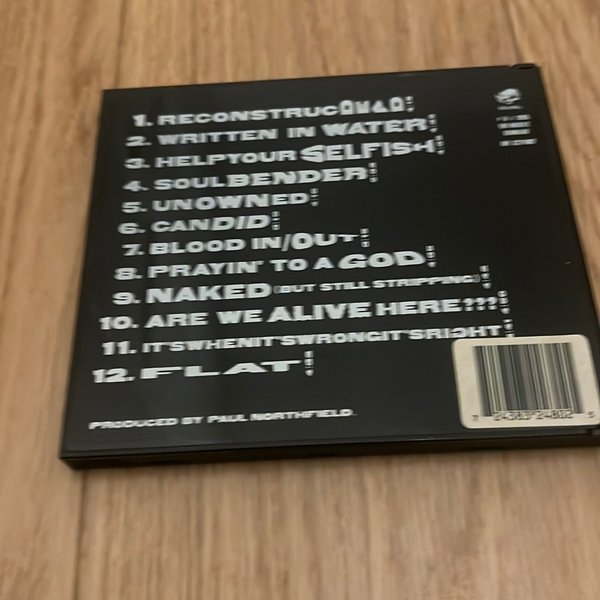 1.
2. WRITTEN IN WATER
3. HELPYOUR SELFISH
4. SOULBENDER
5. UNOWNED
6. CANDID
7. BLOOD IN/OUT
8. PRAYIN' TO A GOD
9. NAKED (BUT STILL STRIPPING)
10. ARE WE ALIVE HERE???
11. IT'SWHENIT'SWRONGIT'SRIGHT
12. FLAT
PRODUCED BY PAUL NORTHFIELD.